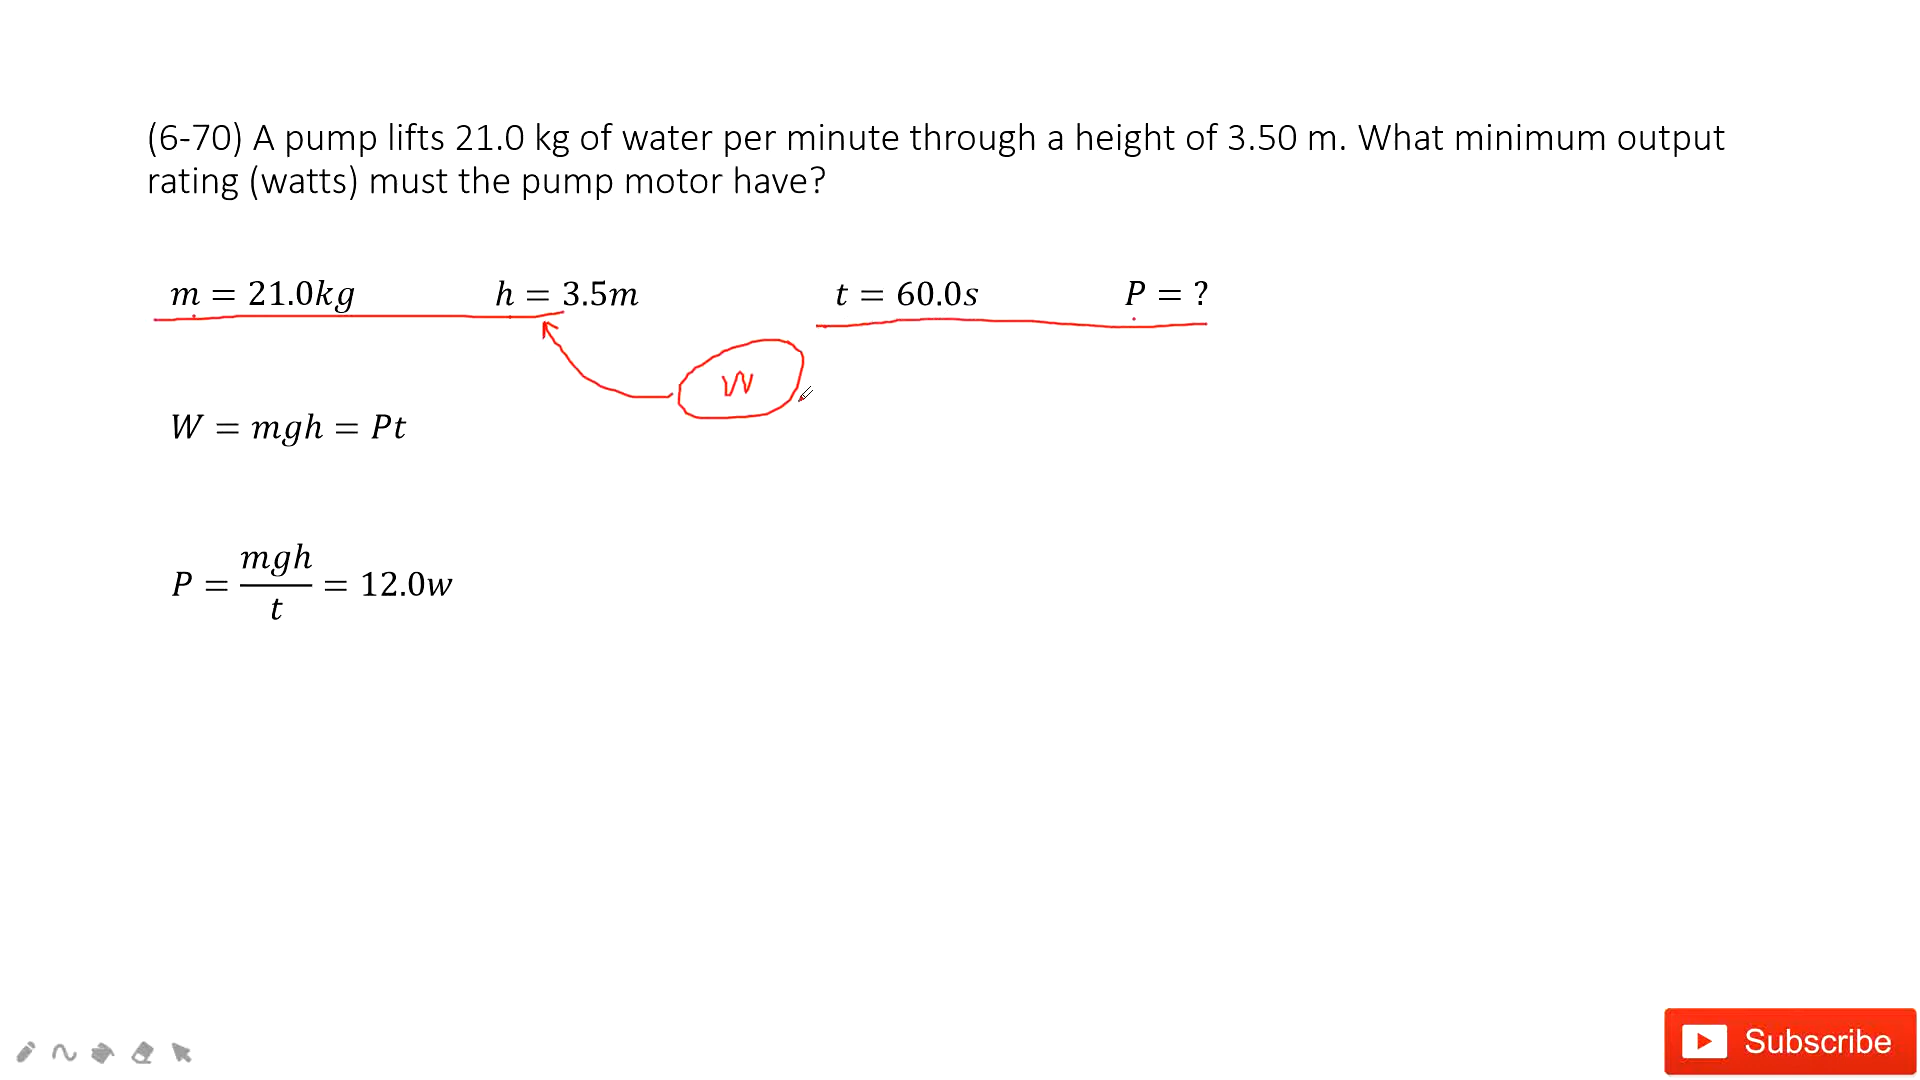 (6-70) A pump lifts 21.0 kg of water per minute through a height of 3.50 m. What minimum output
rating (watts) must the pump motor have?
m = 21.0kg h = 3.5m t = 60.0s P = ?
W
W = mgh = Pt
P = mgh/t = 12.0w
Subscribe